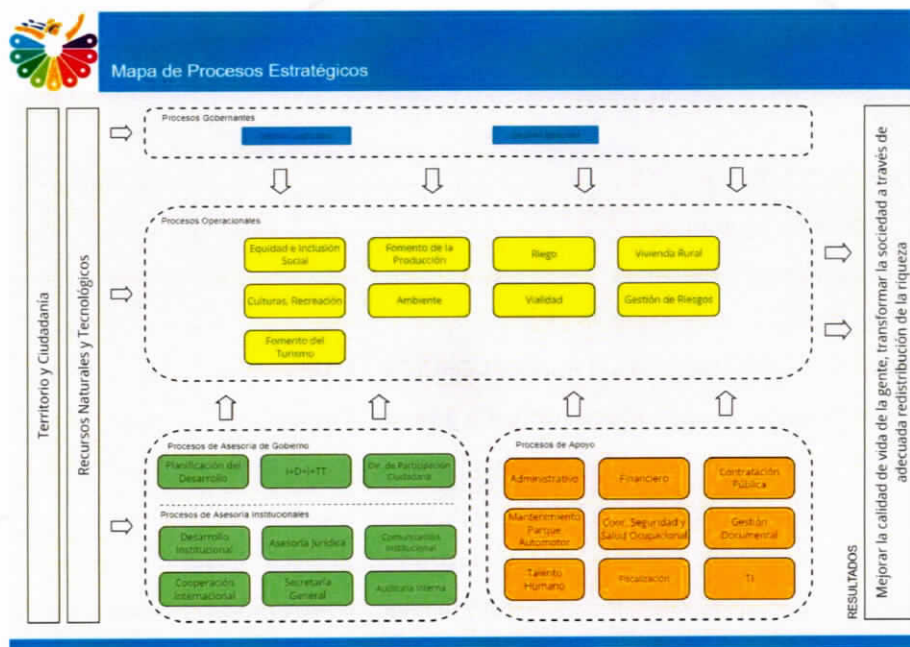 Mapa de Procesos Estratégicos
Territorio y Ciudadanía
Recursos Naturales y Tecnológicos
Procesos Gobernantes
Procesos Operacionales
Equidad e Inclusión
Social
Fomento de la
Producción
Riego
Vivienda Rural
Culturas, Recreación
Ambiente
Vialidad
Gestión de Riesgos
Fomento del
Turismo
Procesos de Asesoría de Gobierno
Planificación del
Desarrollo
I+D+i+TT
Dir. de Participación
Ciudadana
Procesos de Asesoría Institucionales
Desarrollo
Institucional
Asesoría Jurídica
Comunicación
Institucional
Cooperación
Internacional
Secretaría
General
Auditoría Interna
Procesos de Apoyo
Administrativo
Financiero
Contratación
Pública
Mantenimiento
Parque
Automotor
Seguridad y
Salud Ocupacional
Gestión
Documental
Talento
Humano
Fiscalización
TI
RESULTADOS
Mejorar la calidad de vida de la gente, transformar la sociedad a través de
adecuada redistribución de la riqueza